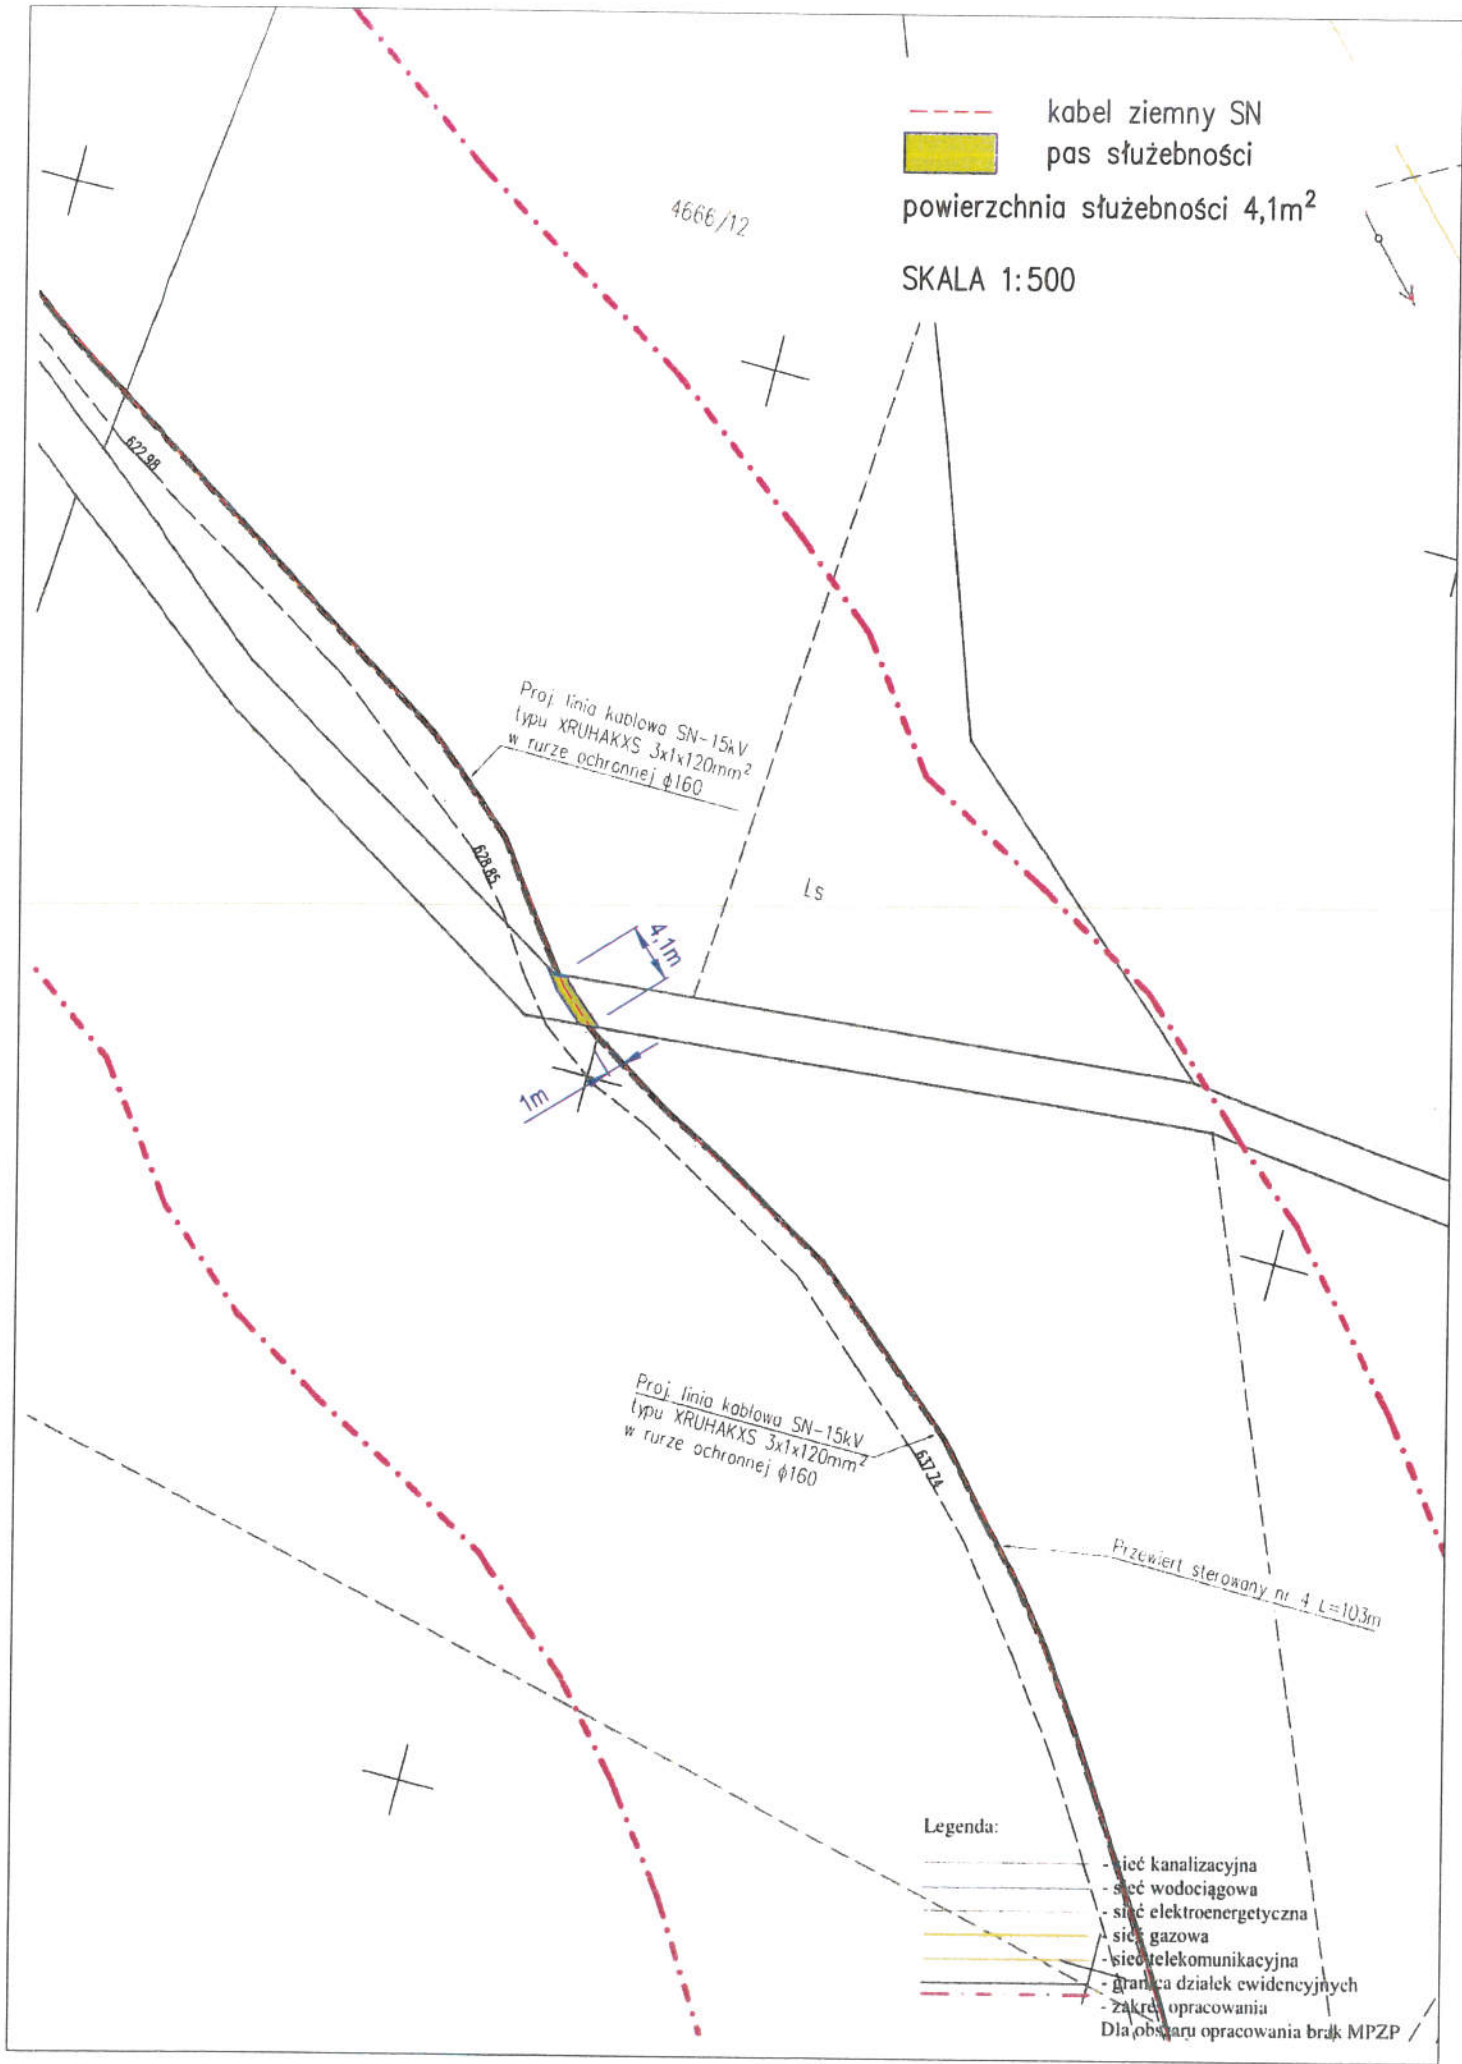 kabel ziemny SN
pas służebności
powierzchnia służebności 4,1m²
SKALA 1:500
4666/12
622.98
Proj. linia kablowa SN-15kV
typu XRUHAKXS 3x1x120mm²
w rurze ochronnej ϕ160
628.85
Ls
4,1m
1m
Proj. linia kablowa SN-15kV
typu XRUHAKXS 3x1x120mm²
w rurze ochronnej ϕ160
637.74
Przewiert sterowany nr 4 L=103m
Legenda:
- sieć kanalizacyjna
- sieć wodociągowa
- sieć elektroenergetyczna
- sieć gazowa
- sieć telekomunikacyjna
- granica działek ewidencyjnych
- zakres opracowania
Dla obszaru opracowania brak MPZP